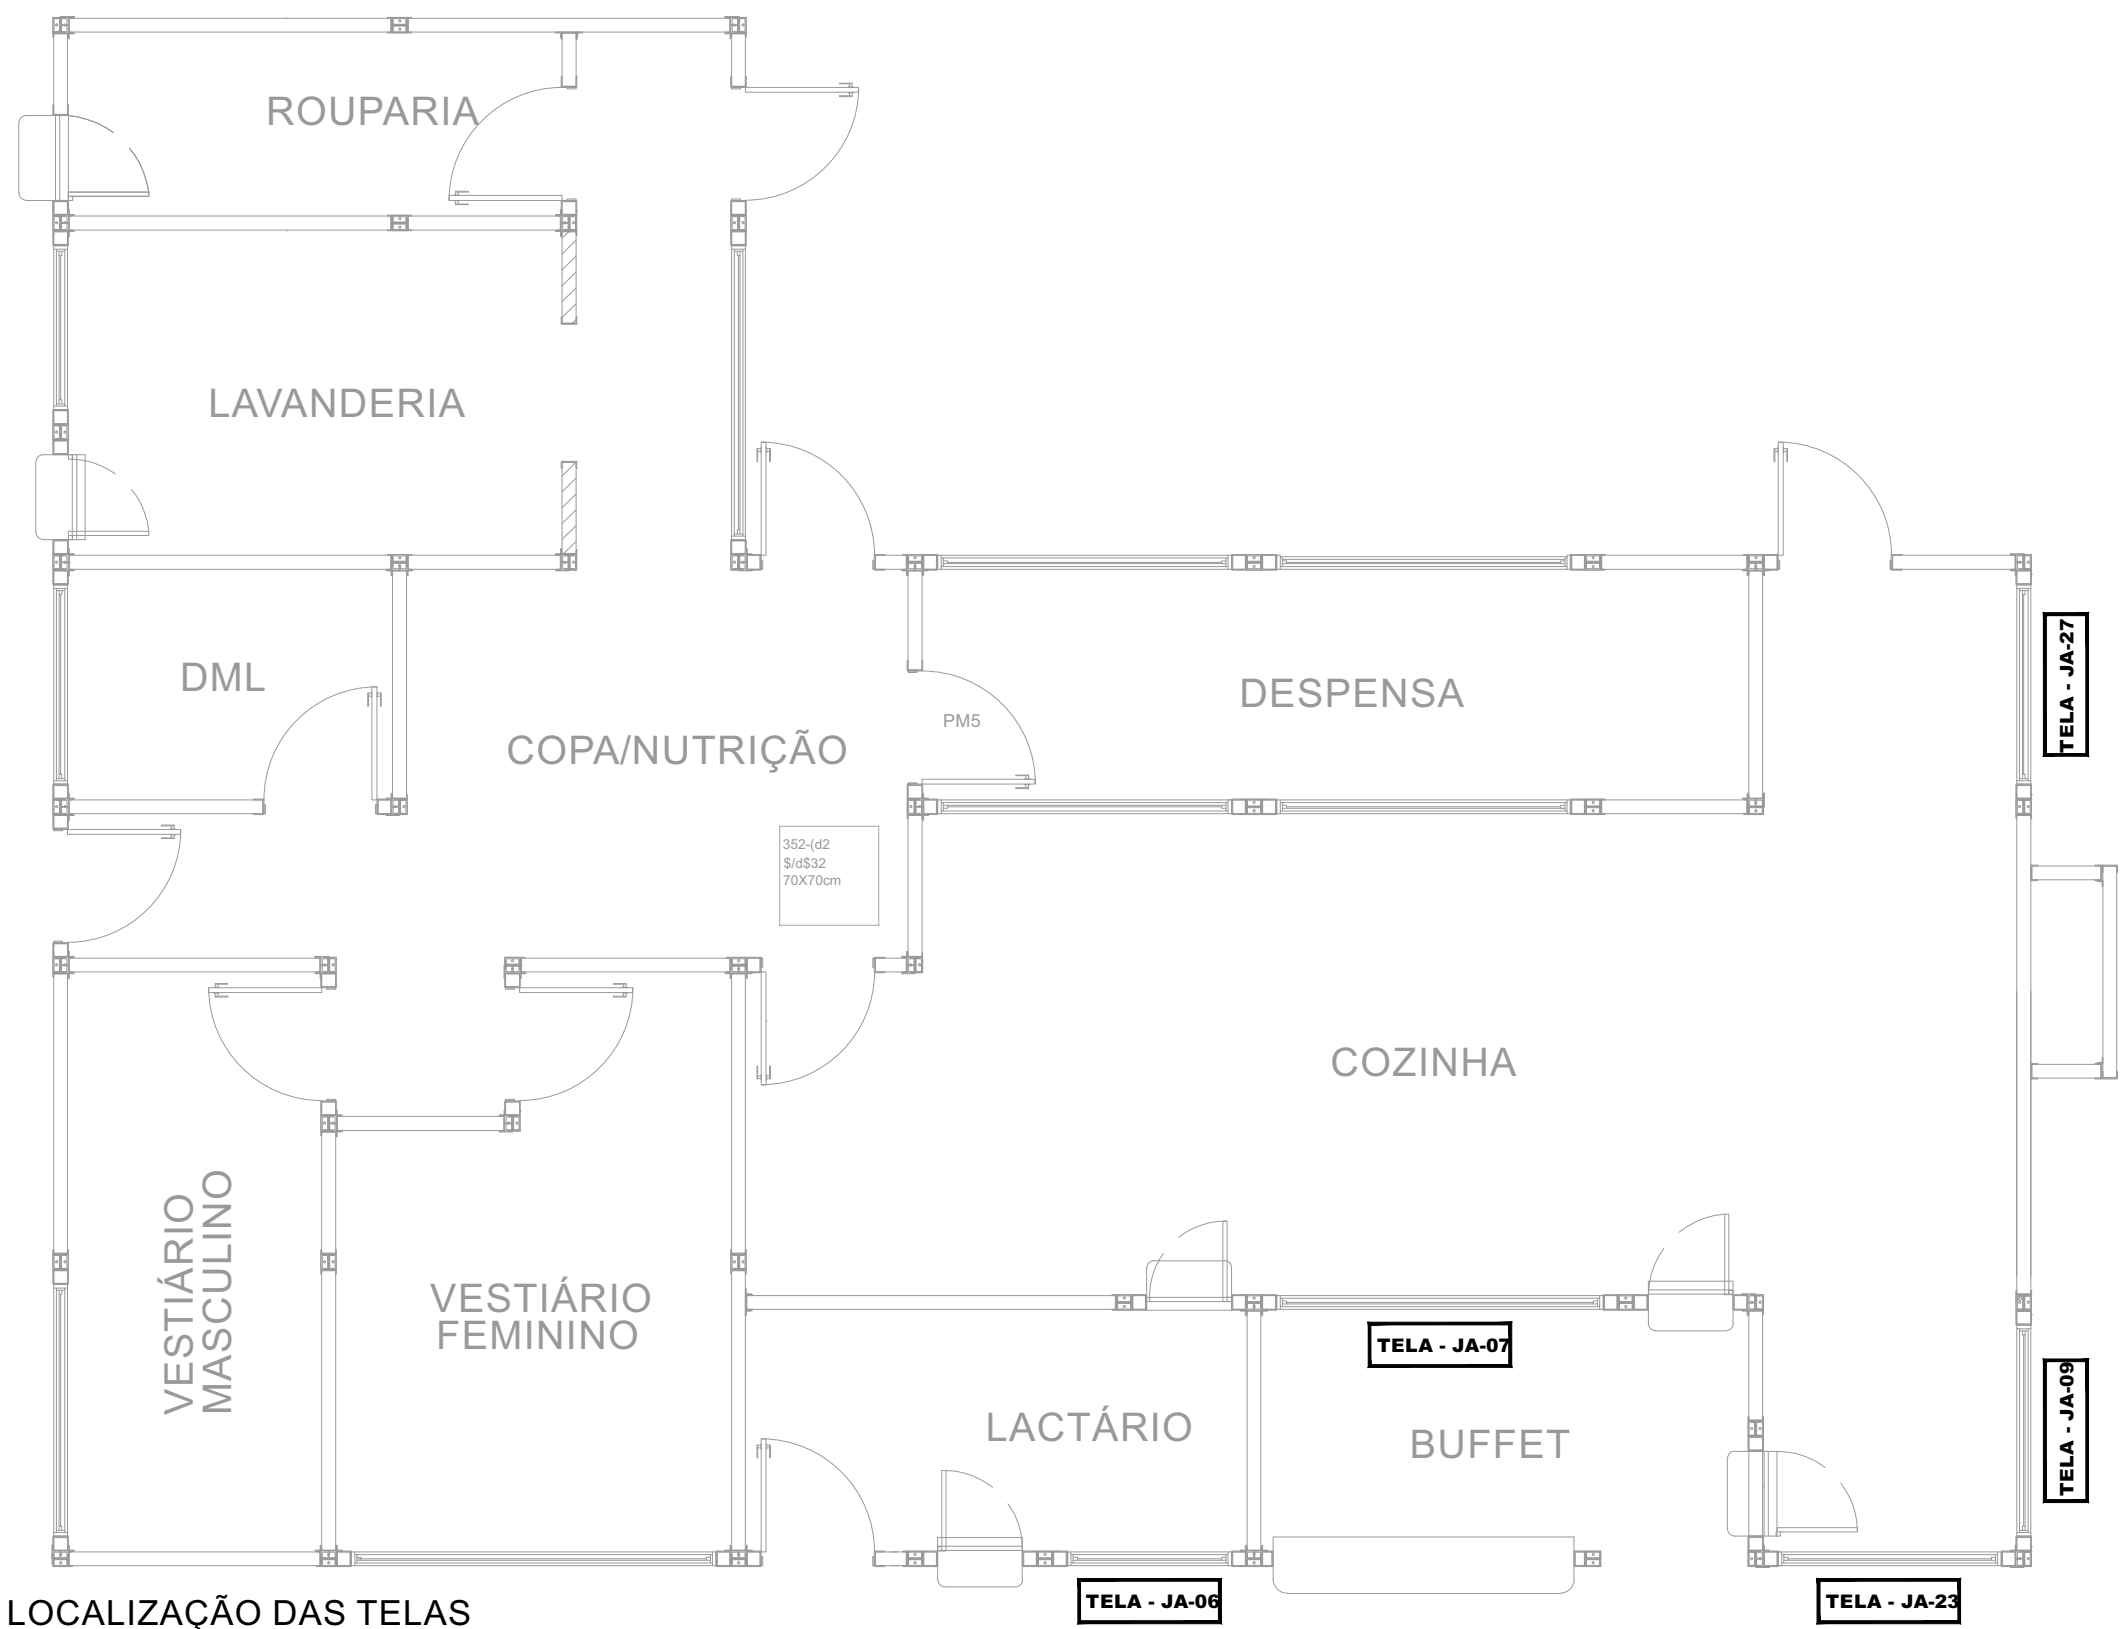 ROUPARIA
LAVANDERIA
TELA - JA-27
DML
DESPENSA
PM5
COPA/NUTRIÇÃO
352-(d2
$/d$32
70X70cm
COZINHA
VESTIÁRIO
MASCULINO
VESTIÁRIO
FEMININO
TELA - JA-07
TELA - JA-09
LACTÁRIO
BUFFET
TELA - JA-06
TELA - JA-23
LOCALIZAÇÃO DAS TELAS